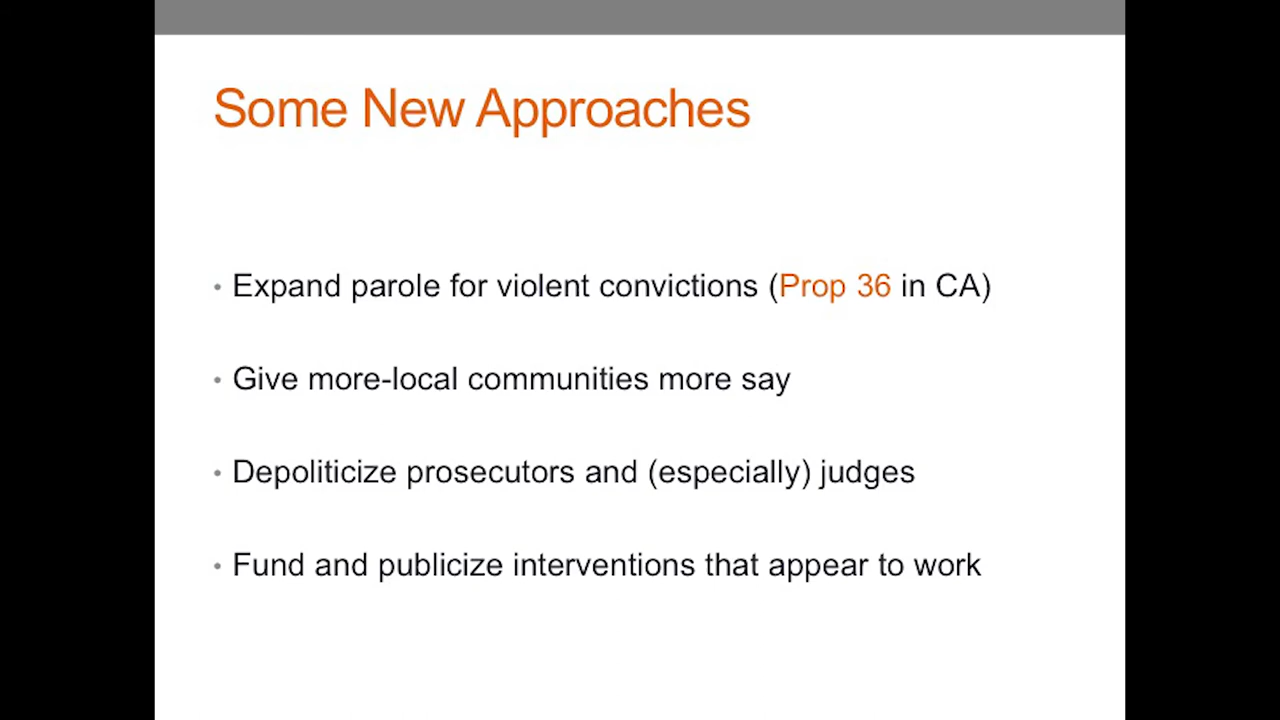 Some New Approaches
• Expand parole for violent convictions (Prop 36 in CA)
• Give more-local communities more say
• Depoliticize prosecutors and (especially) judges
• Fund and publicize interventions that appear to work